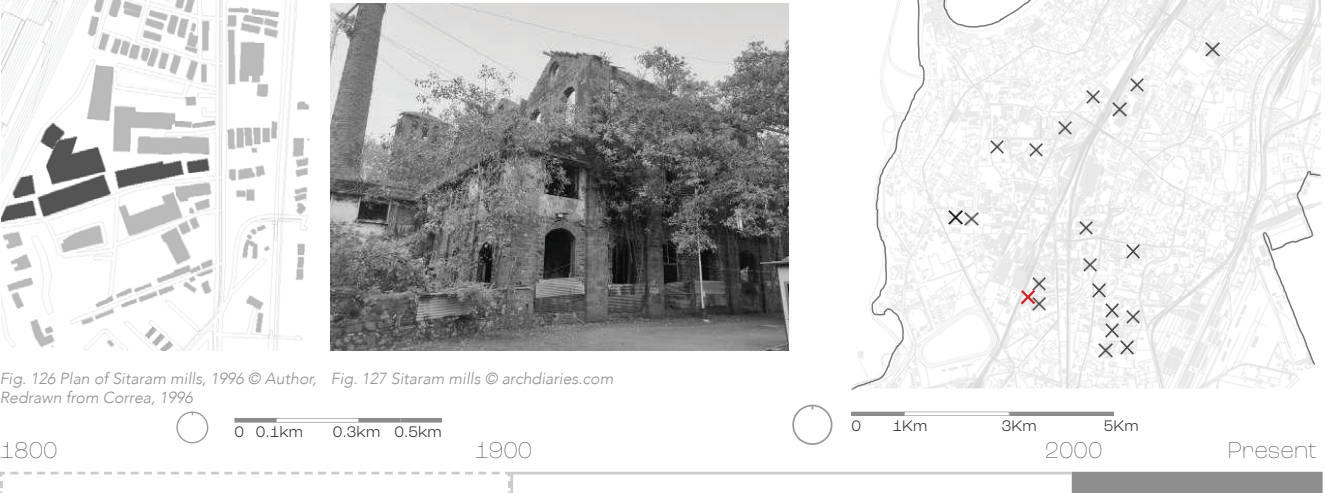 Fig. 126 Plan of Sitaram mills, 1996 © Author,
Redrawn from Correa, 1996
Fig. 127 Sitaram mills © archdiaries.com
0 0.1Km 0.3Km 0.5Km
0 1Km 3Km 5Km
1800 1900 2000 Present